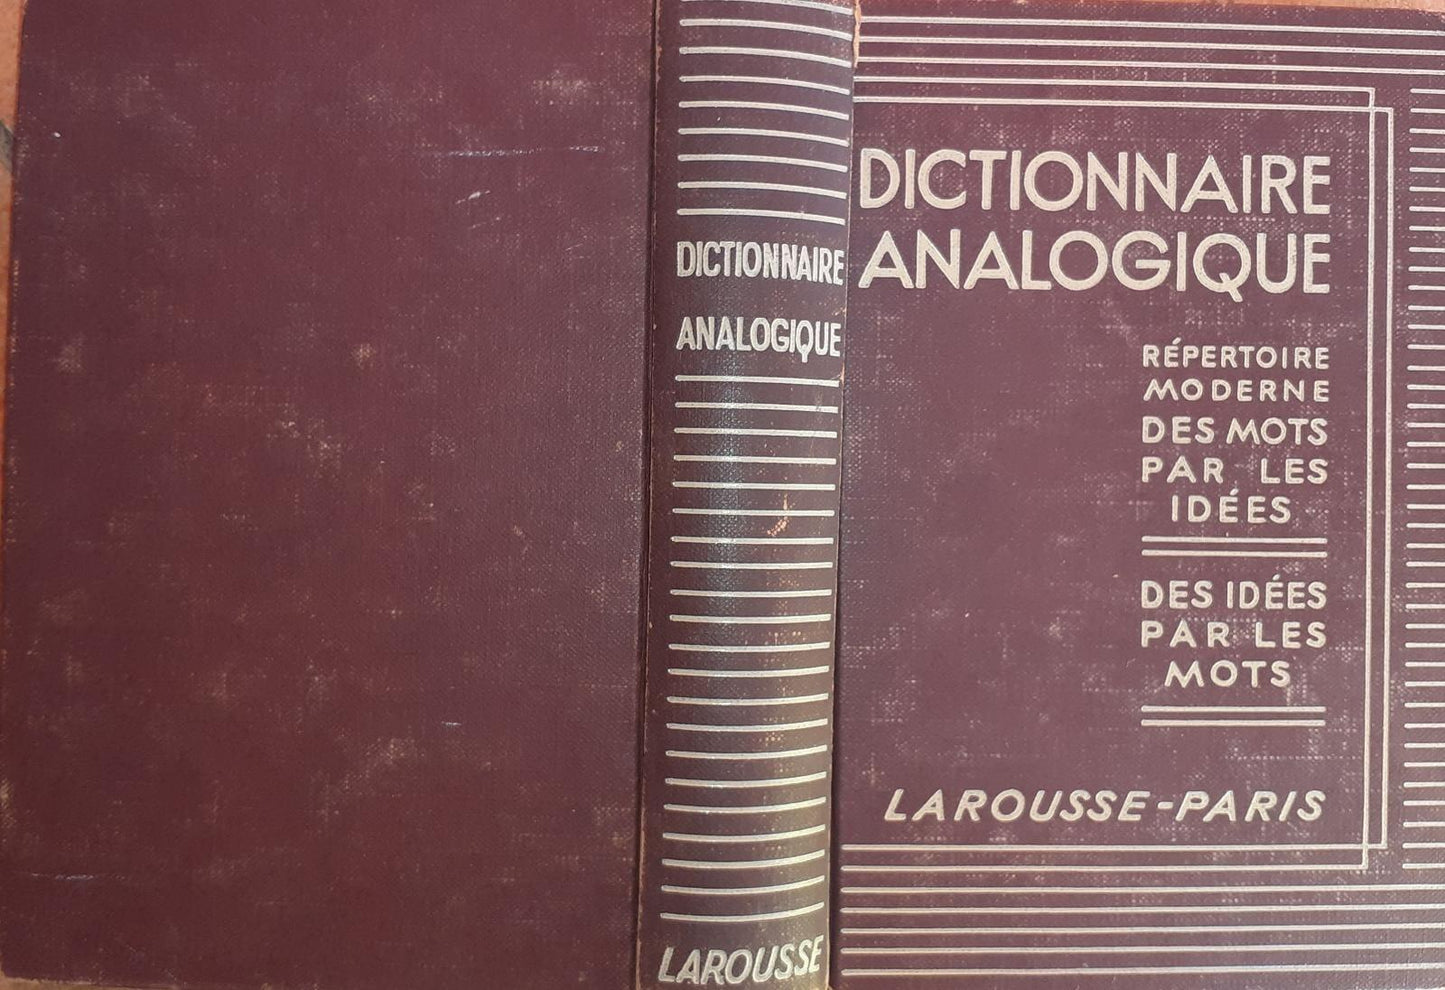 DICTIONNAIRE
ANALOGIQUE
LAROUSSE
DICTIONNAIRE
ANALOGIQUE
RÉPERTOIRE
MODERNE
DES MOTS
PAR LES
IDÉES
DES IDÉES
PAR LES
MOTS
LAROUSSE-PARIS